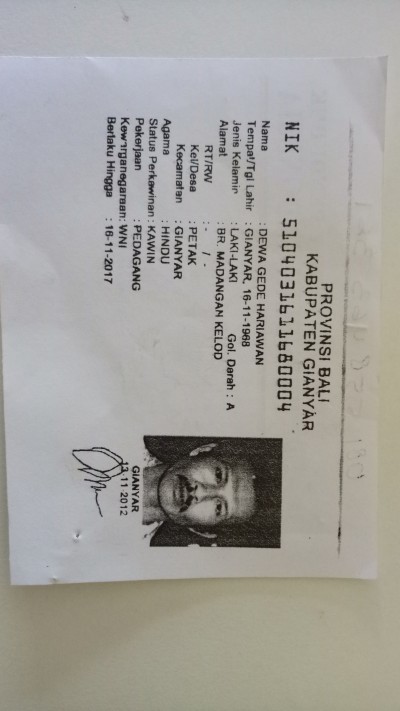 PROVINSI BALI
KABUPATEN GIANYAR
NIK : 5104031611680004
Nama : DEWA GEDE HARIAWAN
Tempat/Tgl Lahir : GIANYAR, 16-11-1968
Jenis Kelamin : LAKI-LAKI Gol. Darah : A
Alamat : BR. MADANGAN KELOD
RT/RW : - / -
Kel/Desa : PETAK
Kecamatan : GIANYAR
Agama : HINDU
Status Perkawinan : KAWIN
Pekerjaan : PEDAGANG
Kewarganegaraan: WNI
Berlaku Hingga : 16-11-2017
GIANYAR
13-11-2012